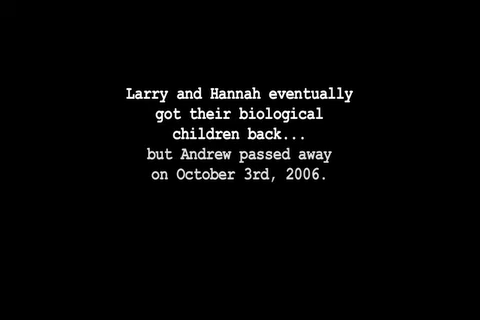 Larry and Hannah eventually
got their biological
children back...
but Andrew passed away
on October 3rd, 2006.